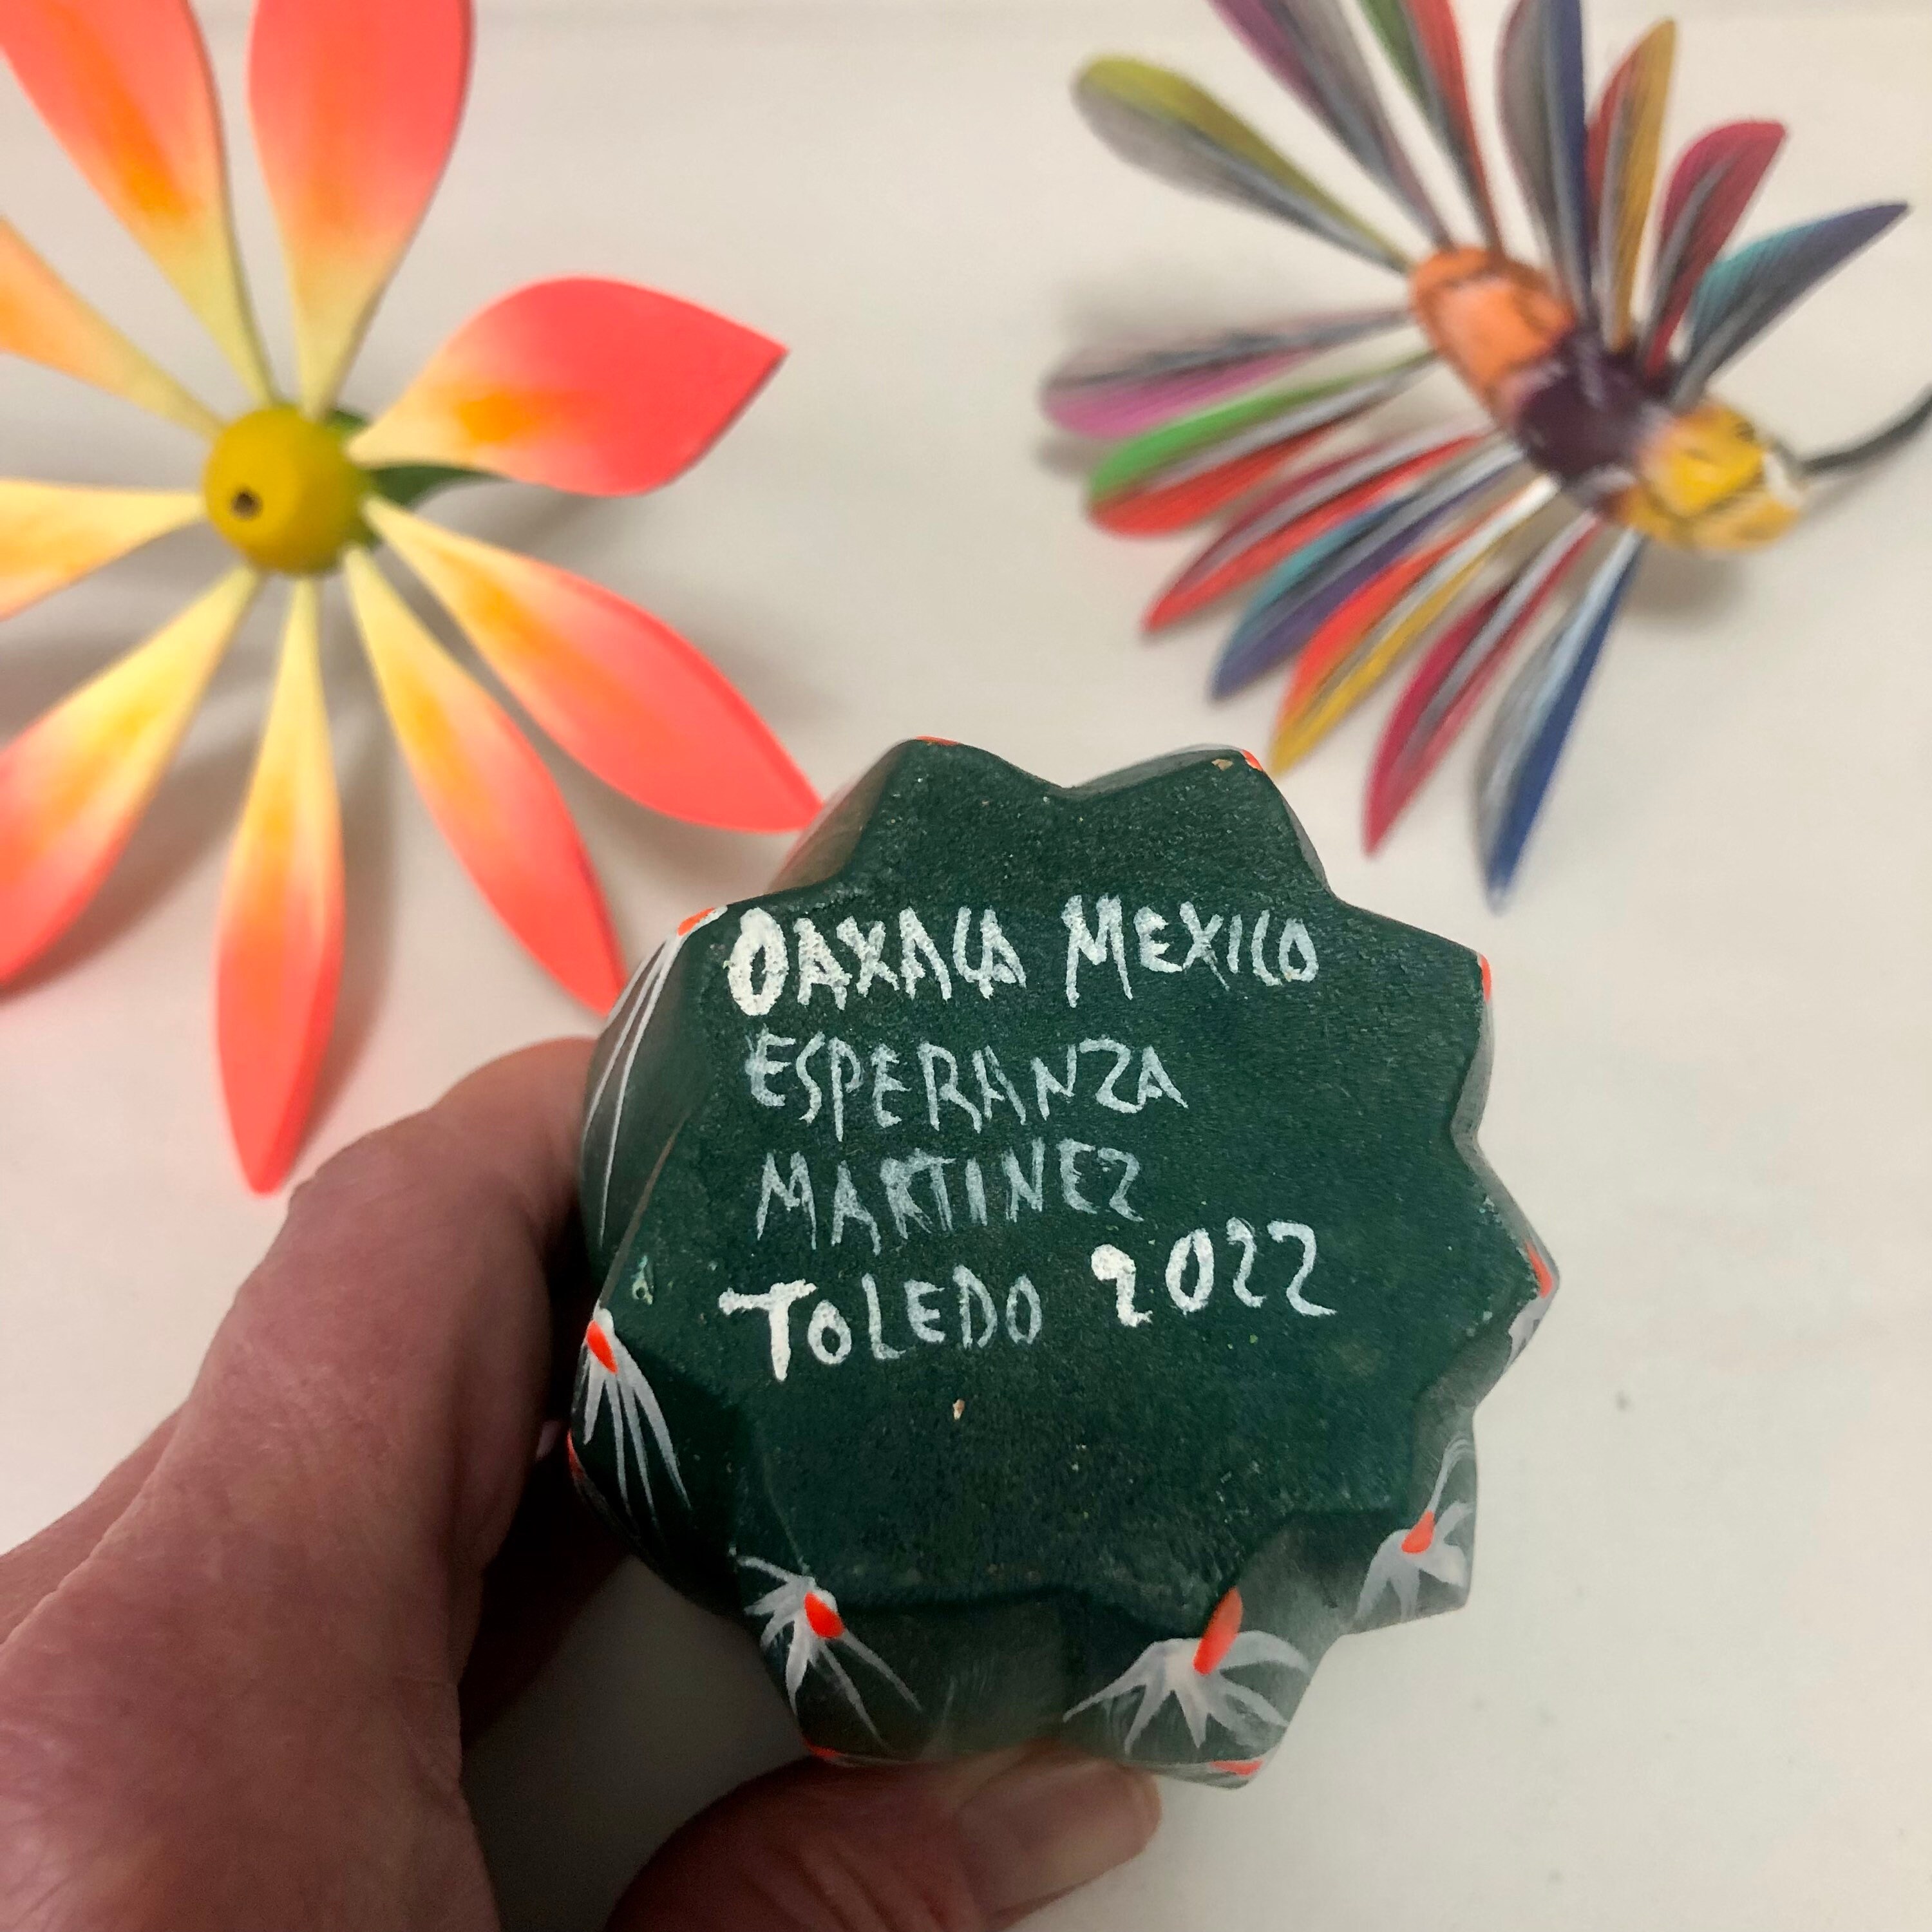 OAXACA MEXICO
ESPERANZA
MARTINEZ
TOLEDO 2022